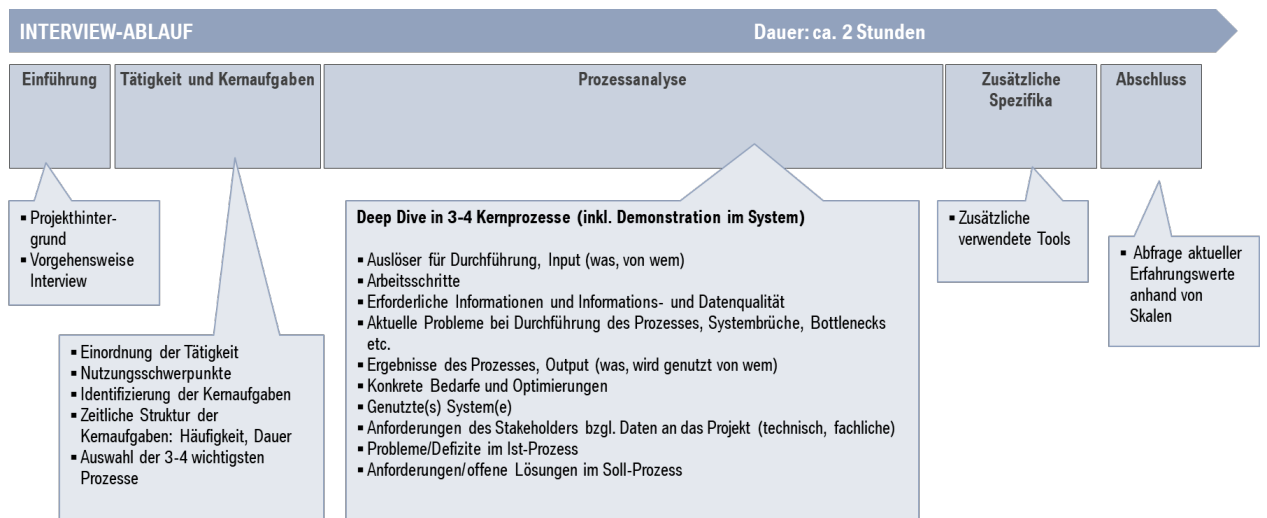 INTERVIEW-ABLAUF
Dauer: ca. 2 Stunden
Einführung
Tätigkeit und Kernaufgaben
Prozessanalyse
Zusätzliche
Spezifika
Abschluss
▪ Projekthinter-
grund
▪ Vorgehensweise
Interview
▪ Einordnung der Tätigkeit
▪ Nutzungsschwerpunkte
▪ Identifizierung der Kernaufgaben
▪ Zeitliche Struktur der
Kernaufgaben: Häufigkeit, Dauer
▪ Auswahl der 3-4 wichtigsten
Prozesse
Deep Dive in 3-4 Kernprozesse (inkl. Demonstration im System)
▪ Auslöser für Durchführung, Input (was, von wem)
▪ Arbeitsschritte
▪ Erforderliche Informationen und Informations- und Datenqualität
▪ Aktuelle Probleme bei Durchführung des Prozesses, Systembrüche, Bottlenecks
etc.
▪ Ergebnisse des Prozesses, Output (was, wird genutzt von wem)
▪ Konkrete Bedarfe und Optimierungen
▪ Genutzte(s) System(e)
▪ Anforderungen des Stakeholders bzgl. Daten an das Projekt (technisch, fachliche)
▪ Probleme/Defizite im Ist-Prozess
▪ Anforderungen/offene Lösungen im Soll-Prozess
▪ Zusätzliche
verwendete Tools
▪ Abfrage aktueller
Erfahrungswerte
anhand von
Skalen